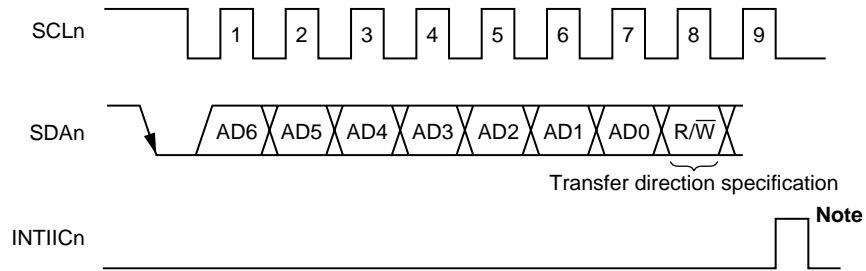 SCLn 1 2 3 4 5 6 7 8 9
SDAn AD6 AD5 AD4 AD3 AD2 AD1 AD0 R/W̅
Transfer direction specification
Note
INTIICn